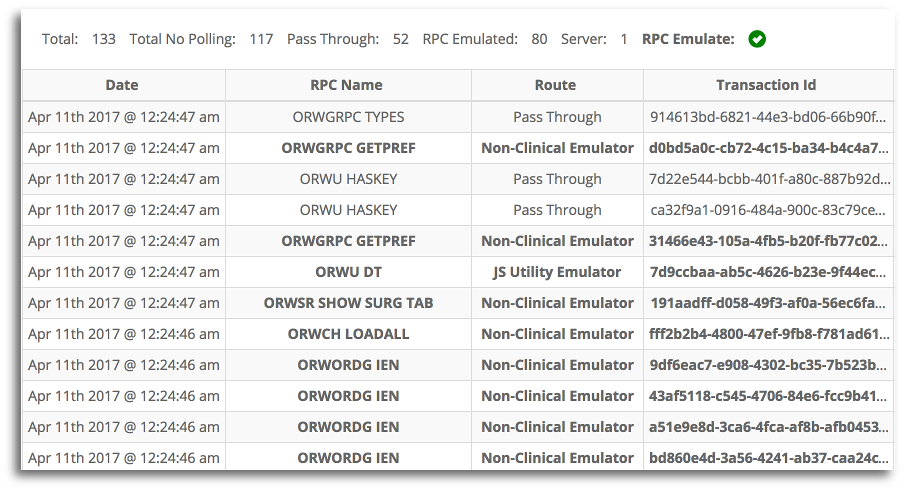 Total: 133 Total No Polling: 117 Pass Through: 52 RPC Emulated: 80 Server: 1 RPC Emulate:
Date RPC Name Route Transaction Id
Apr 11th 2017 @ 12:24:47 am ORWGRPC TYPES Pass Through 914613bd-6821-44e3-bd06-66b90f...
Apr 11th 2017 @ 12:24:47 am ORWGRPC GETPREF Non-Clinical Emulator d0bd5a0c-cb72-4c15-ba34-b4c4a7...
Apr 11th 2017 @ 12:24:47 am ORWU HASKEY Pass Through 7d22e544-bcbb-401f-a80c-887b92d...
Apr 11th 2017 @ 12:24:47 am ORWU HASKEY Pass Through ca32f9a1-0916-484a-900c-83c79ce...
Apr 11th 2017 @ 12:24:47 am ORWGRPC GETPREF Non-Clinical Emulator 31466e43-105a-4fb5-b20f-fb77c02...
Apr 11th 2017 @ 12:24:47 am ORWU DT JS Utility Emulator 7d9ccbaa-ab5c-4626-b23e-9f44ec...
Apr 11th 2017 @ 12:24:47 am ORWSR SHOW SURG TAB Non-Clinical Emulator 191aadff-d058-49f3-af0a-56ec6fa...
Apr 11th 2017 @ 12:24:46 am ORWCH LOADALL Non-Clinical Emulator fff2b2b4-4800-47ef-9fb8-f781ad61...
Apr 11th 2017 @ 12:24:46 am ORWORDG IEN Non-Clinical Emulator 9df6eac7-e908-4302-bc35-7b523b...
Apr 11th 2017 @ 12:24:46 am ORWORDG IEN Non-Clinical Emulator 43af5118-c545-4706-84e6-fcc9b41...
Apr 11th 2017 @ 12:24:46 am ORWORDG IEN Non-Clinical Emulator a51e9e8d-3ca6-4fca-af8b-afb0453...
Apr 11th 2017 @ 12:24:46 am ORWORDG IEN Non-Clinical Emulator bd860e4d-3a56-4241-ab37-caa24c...